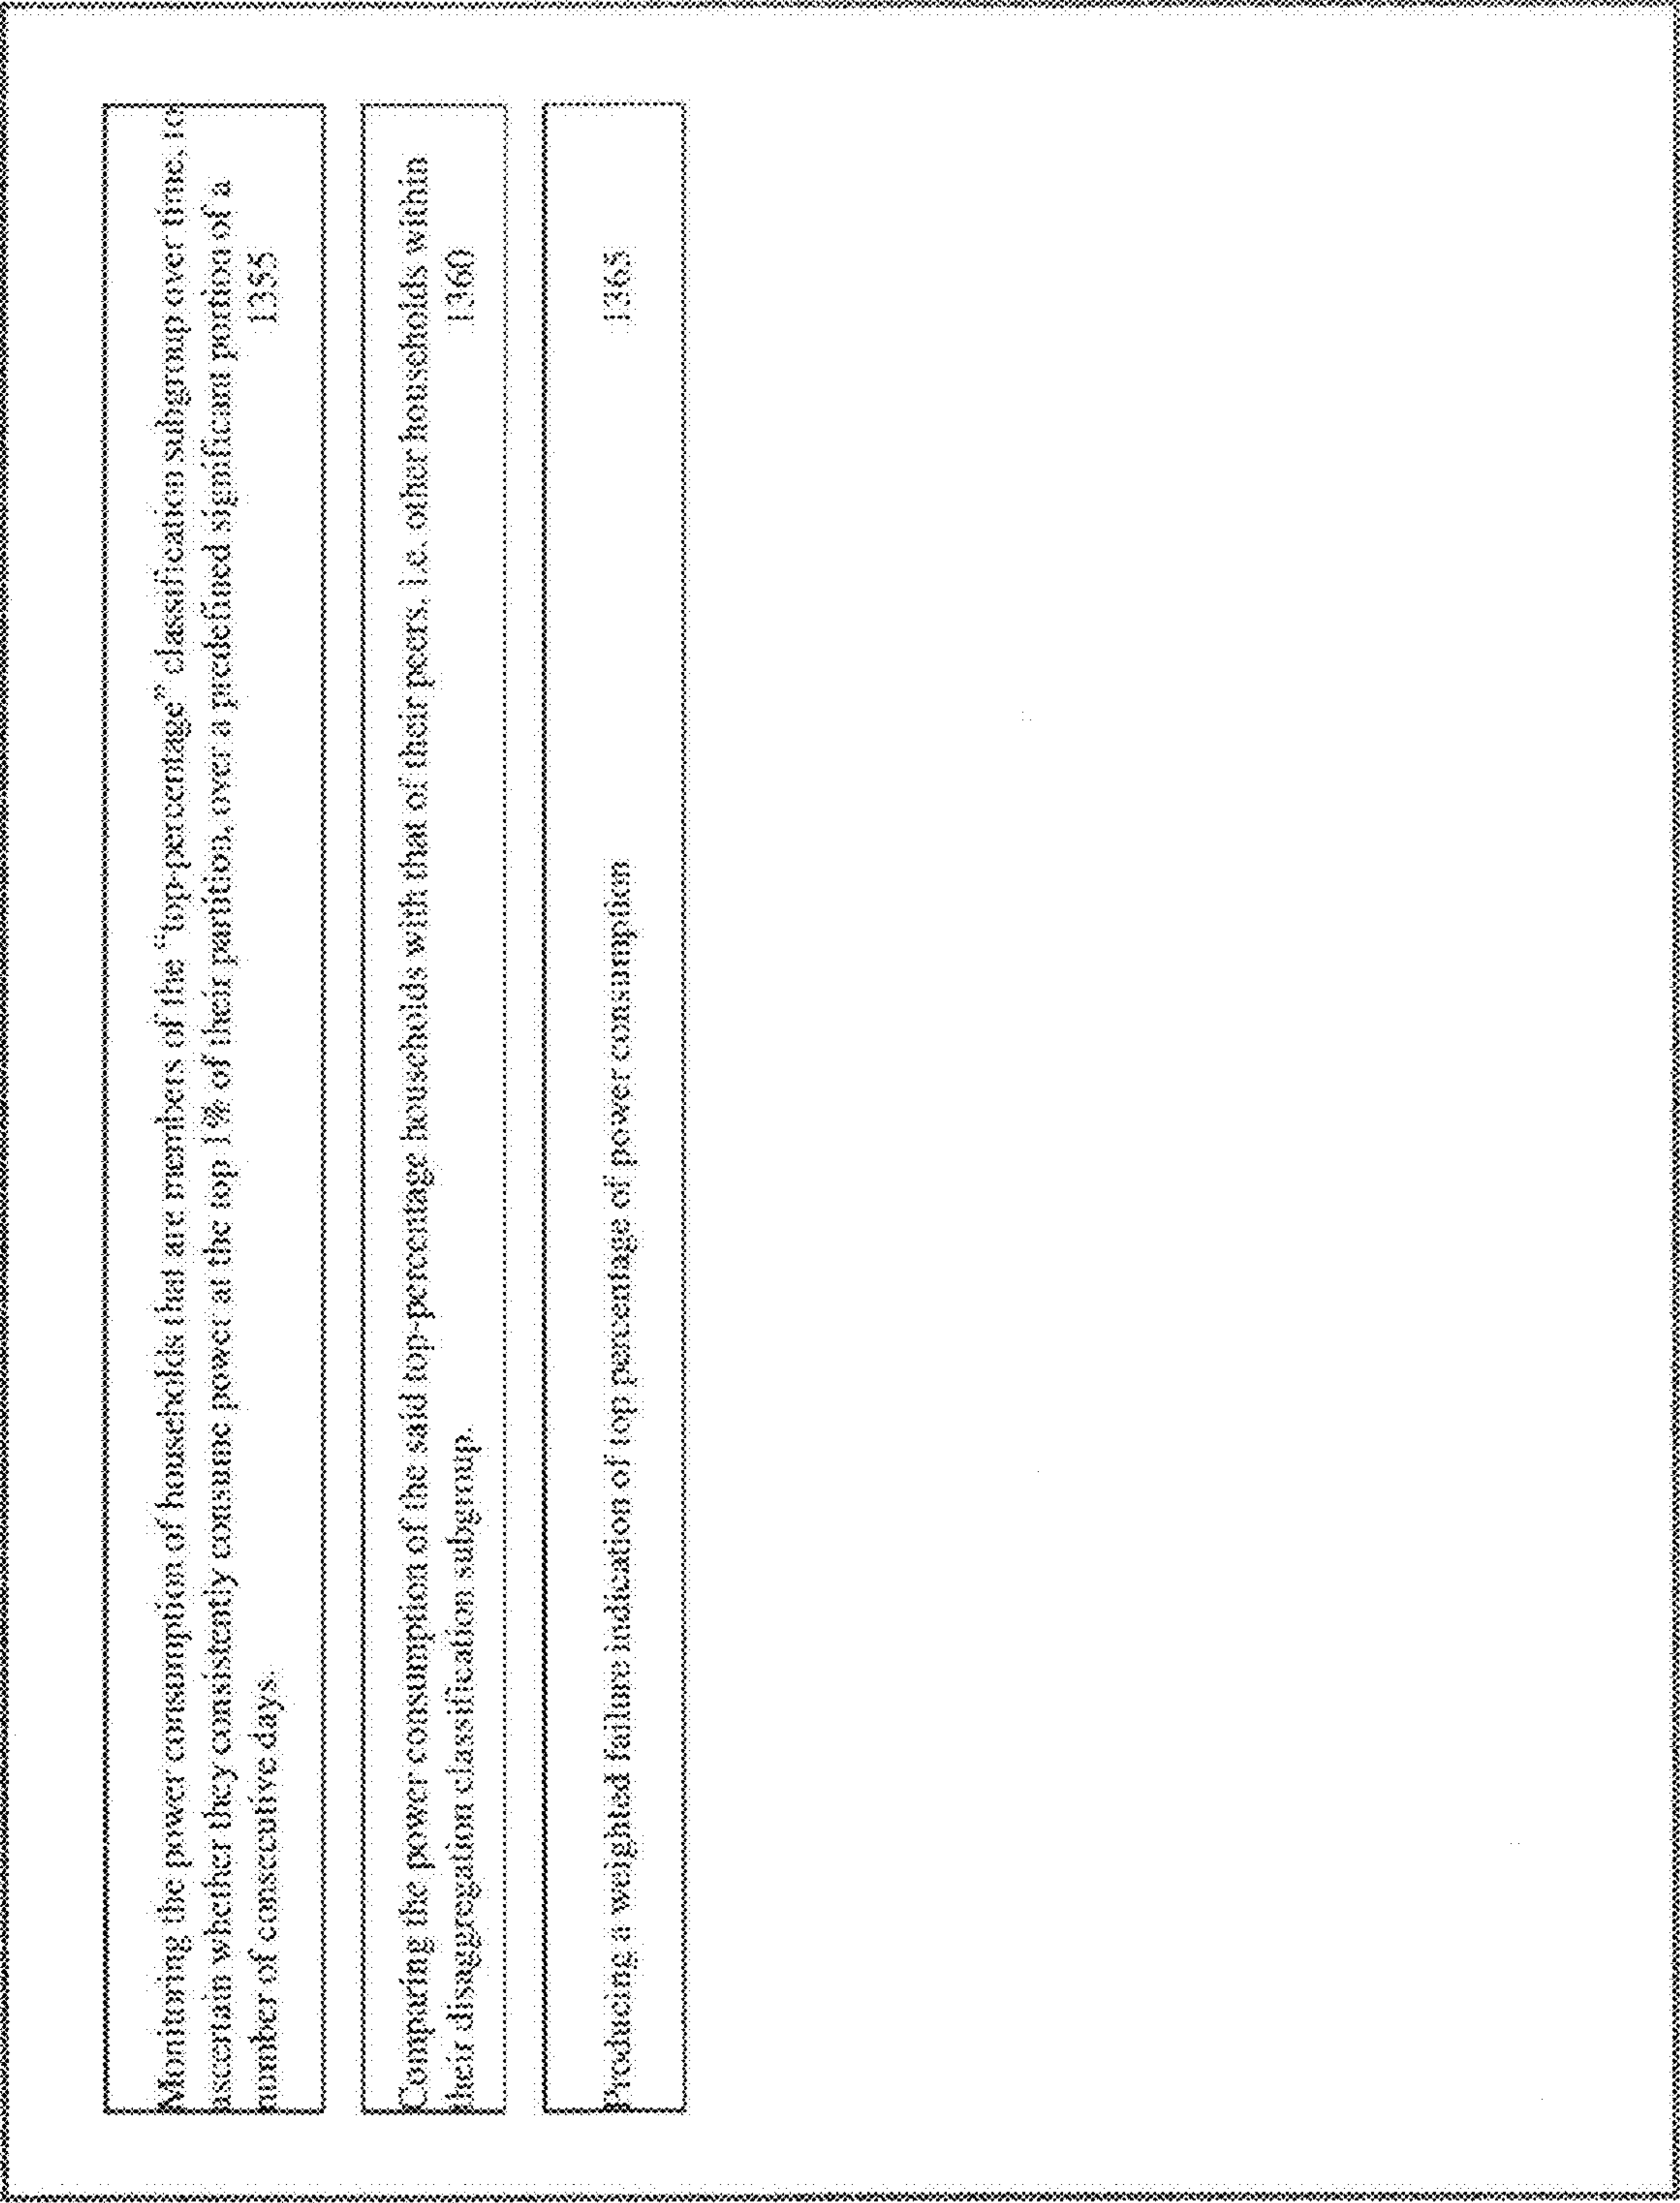 Monitoring the power consumption of households that are members of the “top-percentage” classification subgroup over time, to
ascertain whether they consistently consume power at the top 1% of their partition, over a predefined significant portion of a
number of consecutive days. 1355
Comparing the power consumption of the said top-percentage households with that of their peers, i.e. other households within
their disaggregation classification subgroup. 1360
Producing a weighted failure indication of top percentage of power consumption 1365